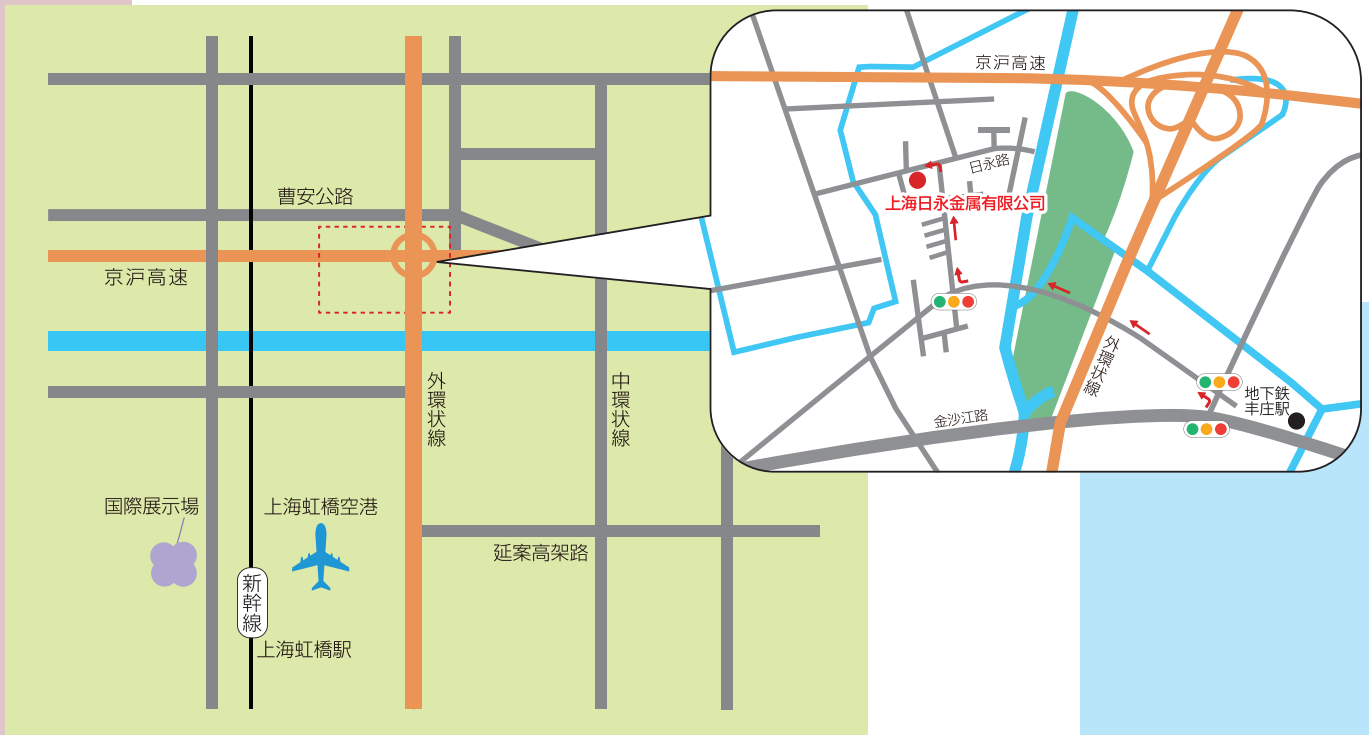 京沪高速
日永路
上海日永金属有限公司
曹安公路
京沪高速
外環状線
外環状線
中環状線
地下鉄
丰庄駅
金沙江路
国際展示場
上海虹橋空港
延案高架路
新幹線
上海虹橋駅